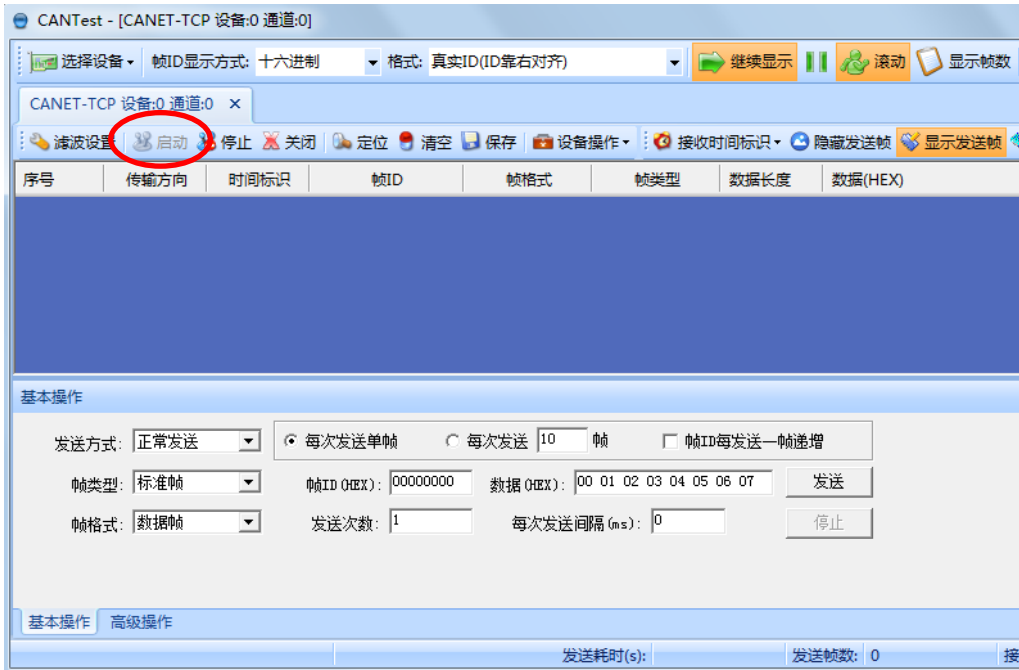 CANTest - [CANET-TCP 设备:0 通道:0]
选择设备 帧ID显示方式: 十六进制 格式: 真实ID(ID靠右对齐) 继续显示 滚动 显示帧数
CANET-TCP 设备:0 通道:0 ×
滤波设置 启动 停止 关闭 定位 清空 保存 设备操作 接收时间标识 隐藏发送帧 显示发送帧
序号 传输方向 时间标识 帧ID 帧格式 帧类型 数据长度 数据(HEX)
基本操作
发送方式: 正常发送 每次发送单帧 每次发送 10 帧 帧ID每发送一帧递增
帧类型: 标准帧 帧ID(HEX): 00000000 数据(HEX): 00 01 02 03 04 05 06 07 发送
帧格式: 数据帧 发送次数: 1 每次发送间隔(ms): 0 停止
基本操作 高级操作
发送耗时(s): 发送帧数: 0 接